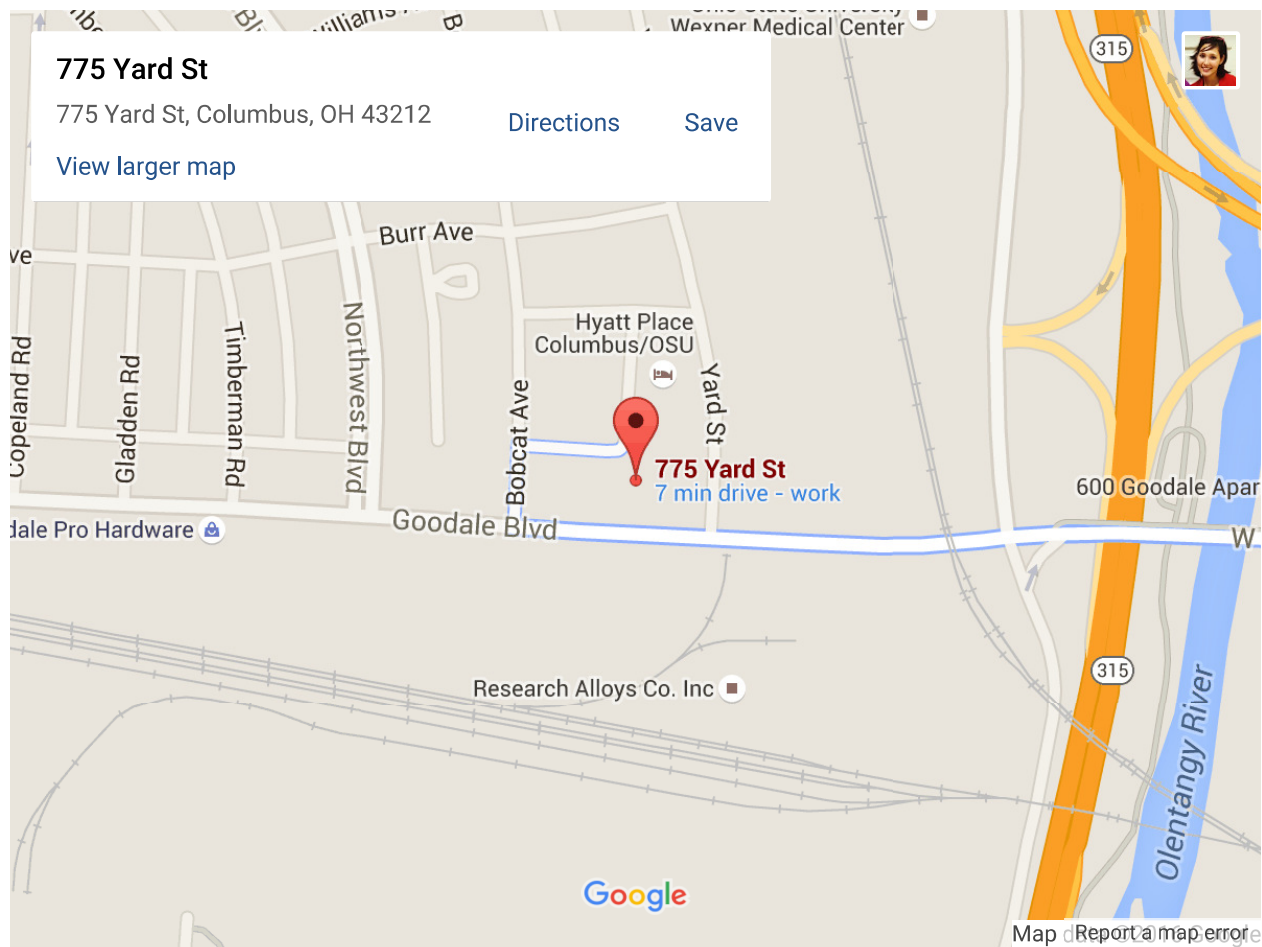 Wexner Medical Center
315
775 Yard St
775 Yard St, Columbus, OH 43212
Directions
Save
View larger map
Burr Ave
ve
Northwest Blvd
Hyatt Place
Columbus/OSU
Timberman Rd
Copeland Rd
Gladden Rd
Yard St
Bobcat Ave
775 Yard St
7 min drive - work
600 Goodale Apar
dale Pro Hardware
Goodale Blvd
W
315
Research Alloys Co. Inc
Olentangy River
Google
Map
Report a map error